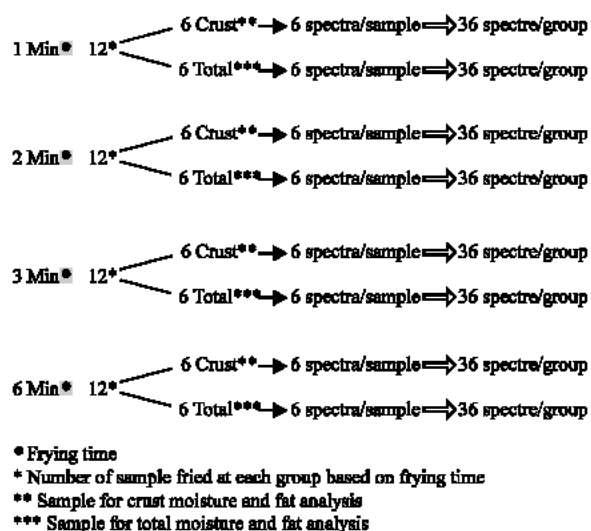 6 Crust** 6 spectra/sample 36 spectre/group
1 Min● 12*
6 Total*** 6 spectra/sample 36 spectre/group
6 Crust** 6 spectra/sample 36 spectre/group
2 Min● 12*
6 Total*** 6 spectra/sample 36 spectre/group
6 Crust** 6 spectra/sample 36 spectre/group
3 Min● 12*
6 Total*** 6 spectra/sample 36 spectre/group
6 Crust** 6 spectra/sample 36 spectre/group
6 Min● 12*
6 Total*** 6 spectra/sample 36 spectre/group
● Frying time
* Number of sample fried at each group based on frying time
** Sample for crust moisture and fat analysis
*** Sample for total moisture and fat analysis